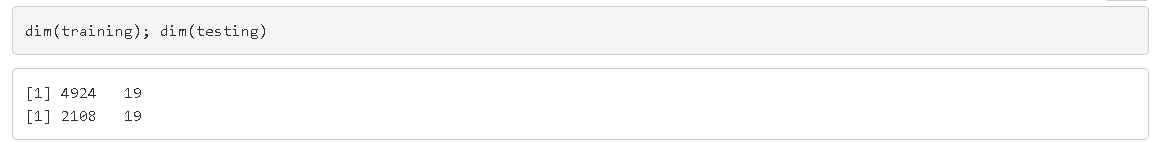 dim(training); dim(testing)
[1] 4924   19
[1] 2108   19